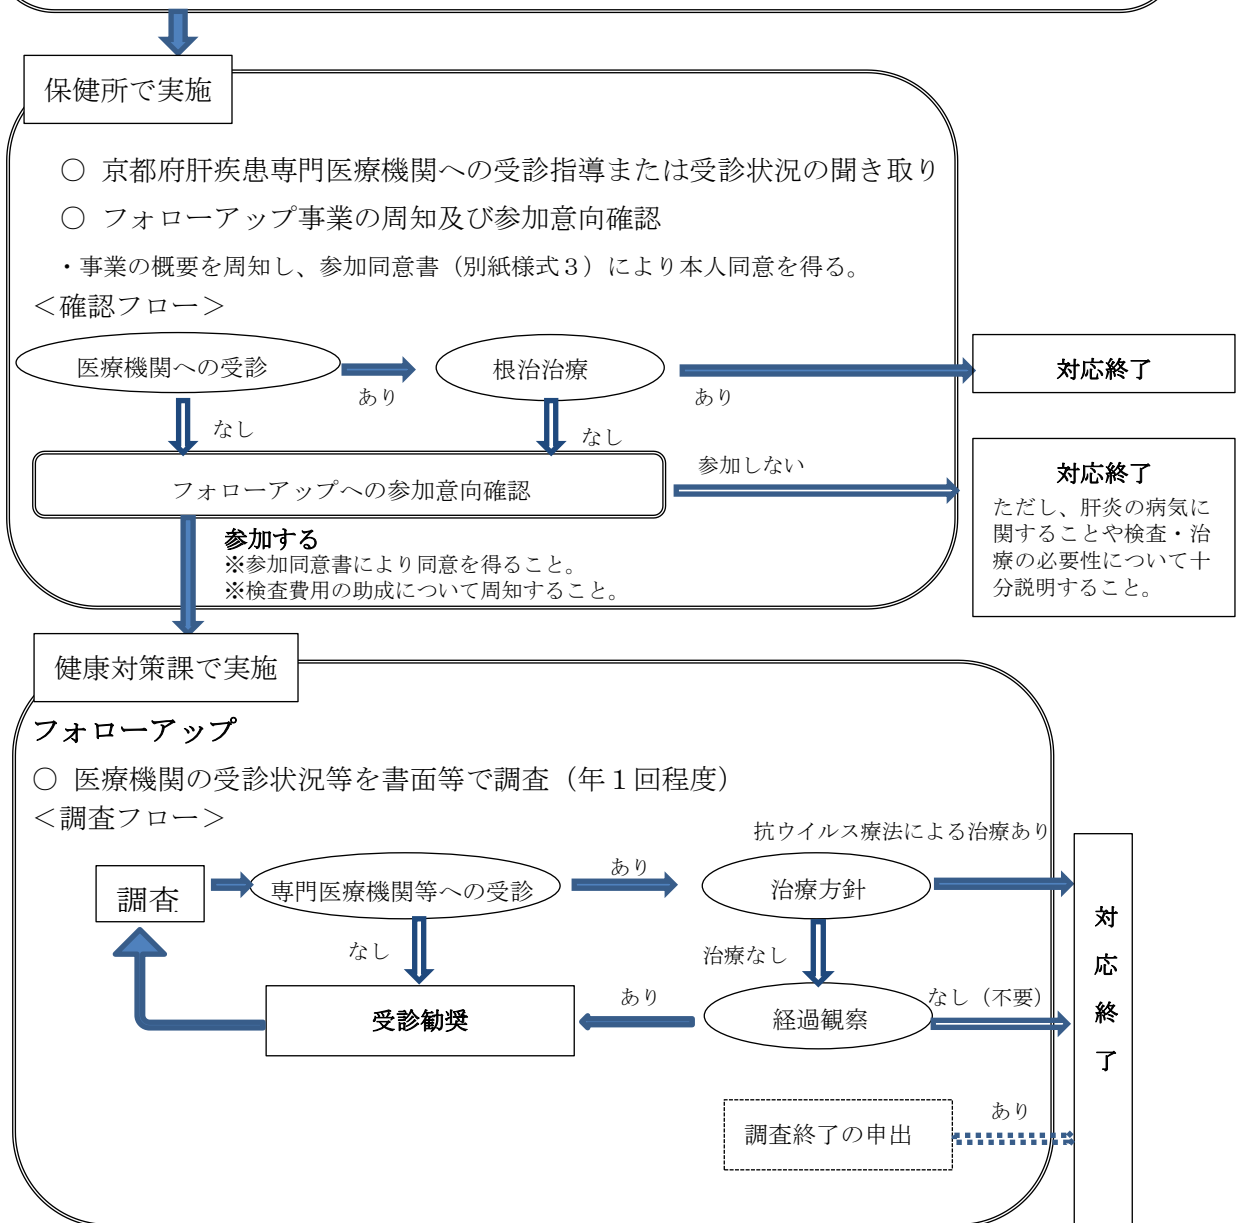 保健所で実施
○ 京都府肝疾患専門医療機関への受診指導または受診状況の聞き取り
○ フォローアップ事業の周知及び参加意向確認
・事業の概要を周知し、参加同意書（別紙様式３）により本人同意を得る。
＜確認フロー＞
医療機関への受診
あり
根治治療
あり
対応終了
なし
なし
フォローアップへの参加意向確認
参加しない
対応終了
ただし、肝炎の病気に
関することや検査・治
療の必要性について十
分説明すること。
参加する
※参加同意書により同意を得ること。
※検査費用の助成について周知すること。
健康対策課で実施
フォローアップ
○ 医療機関の受診状況等を書面等で調査（年１回程度）
＜調査フロー＞
抗ウイルス療法による治療あり
調査
専門医療機関等への受診
あり
治療方針
対応終了
なし
治療なし
受診勧奨
あり
経過観察
なし（不要）
調査終了の申出
あり